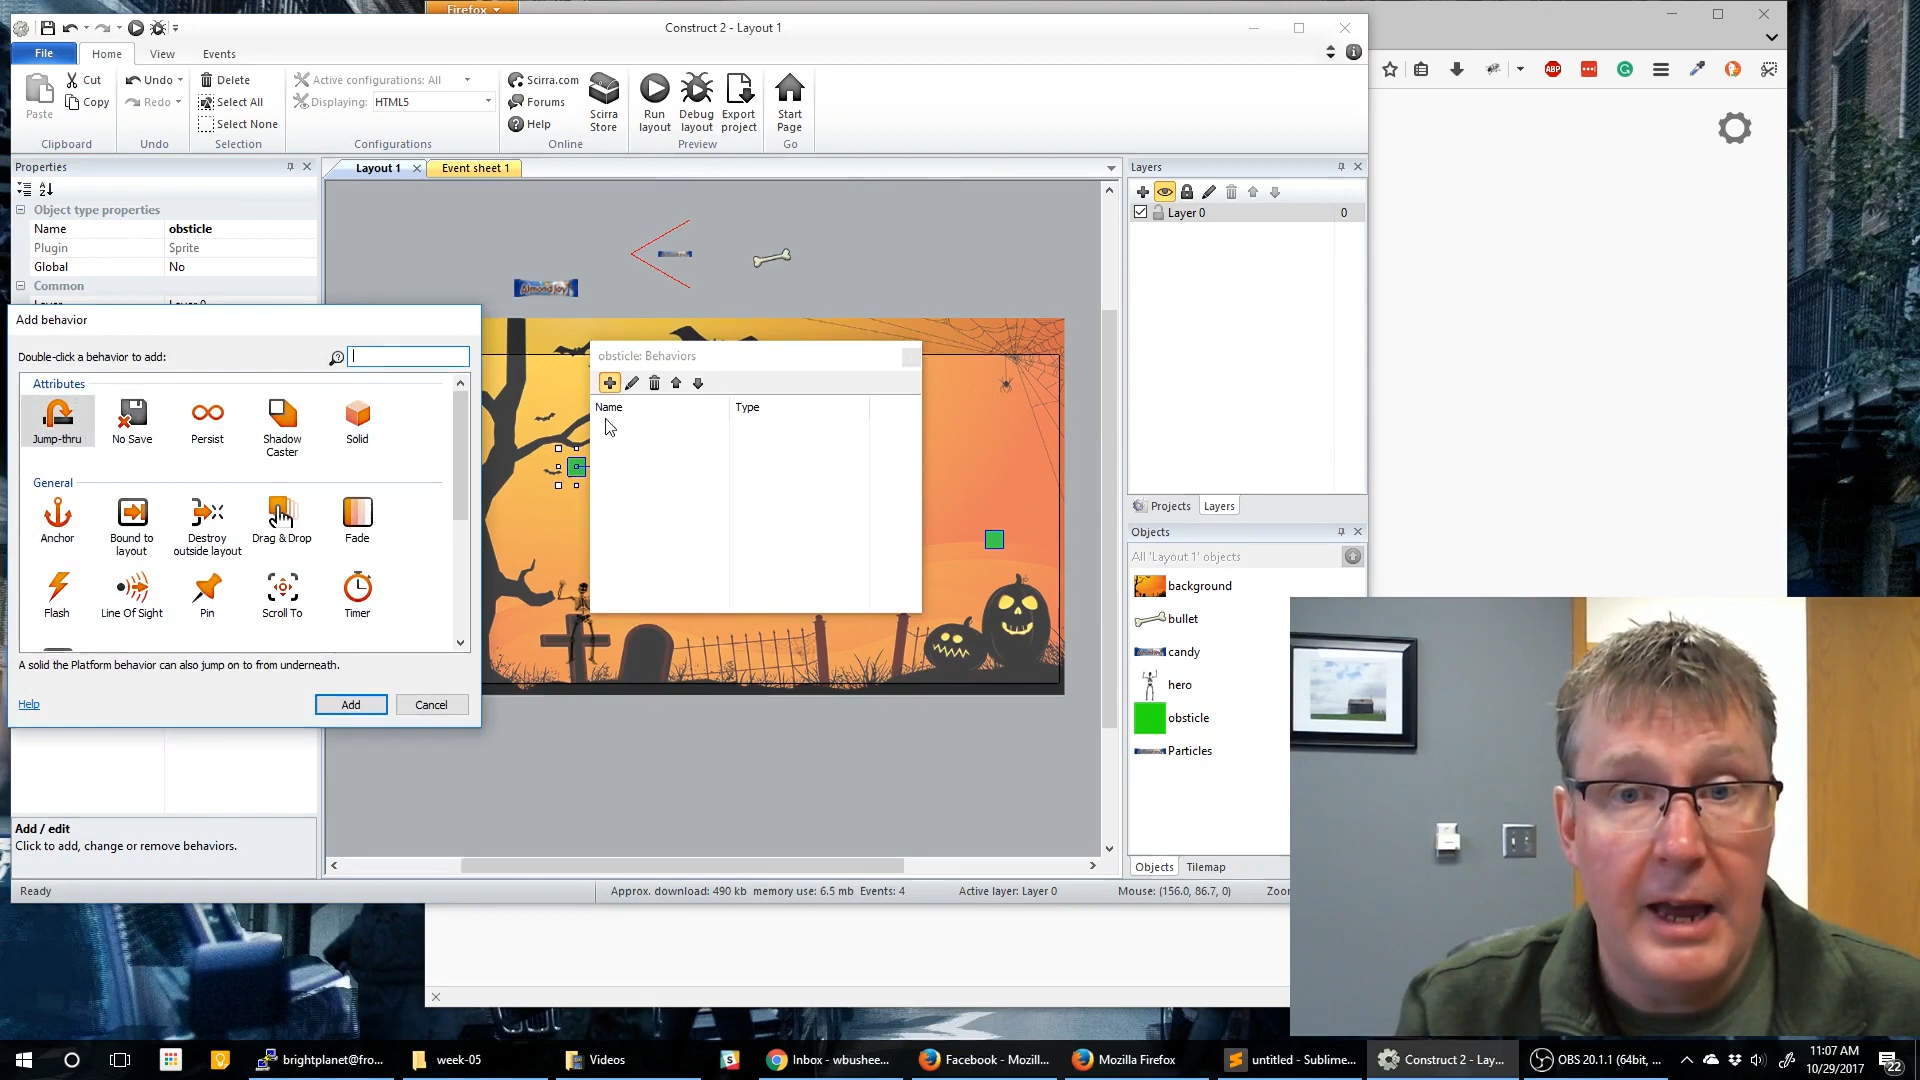 Firefox
Construct 2 - Layout 1
File
Home
View
Events
Paste
Cut
Copy
Undo
Redo
Delete
Select All
Select None
Active configurations: All
Displaying:
HTML5
Scirra.com
Forums
Help
Scirra Store
Run layout
Debug layout
Export project
Start Page
Clipboard
Undo
Selection
Configurations
Online
Preview
Go
ABP
Properties
Layout 1
Event sheet 1
Layers
Object type properties
Name
obsticle
Plugin
Sprite
Global
No
Common
Layer 0
0
Almond Joy
Add behavior
Double-click a behavior to add:
Attributes
Jump-thru
No Save
Persist
Shadow Caster
Solid
General
Anchor
Bound to layout
Destroy outside layout
Drag & Drop
Fade
Flash
Line Of Sight
Pin
Scroll To
Timer
A solid the Platform behavior can also jump on to from underneath.
Help
Add
Cancel
obsticle: Behaviors
Name
Type
Projects
Layers
Objects
All 'Layout 1' objects
background
bullet
candy
hero
obsticle
Particles
Objects
Tilemap
Add / edit
Click to add, change or remove behaviors.
Ready
Approx. download: 490 kb memory use: 6.5 mb Events: 4
Active layer: Layer 0
Mouse: (156.0, 86.7, 0)
brightplanet@fro...
week-05
Videos
Inbox - wbushee...
Facebook - Mozill...
Mozilla Firefox
untitled - Sublime...
Construct 2 - Lay...
OBS 20.1.1 (64bit, ...
11:07 AM
10/29/2017
22